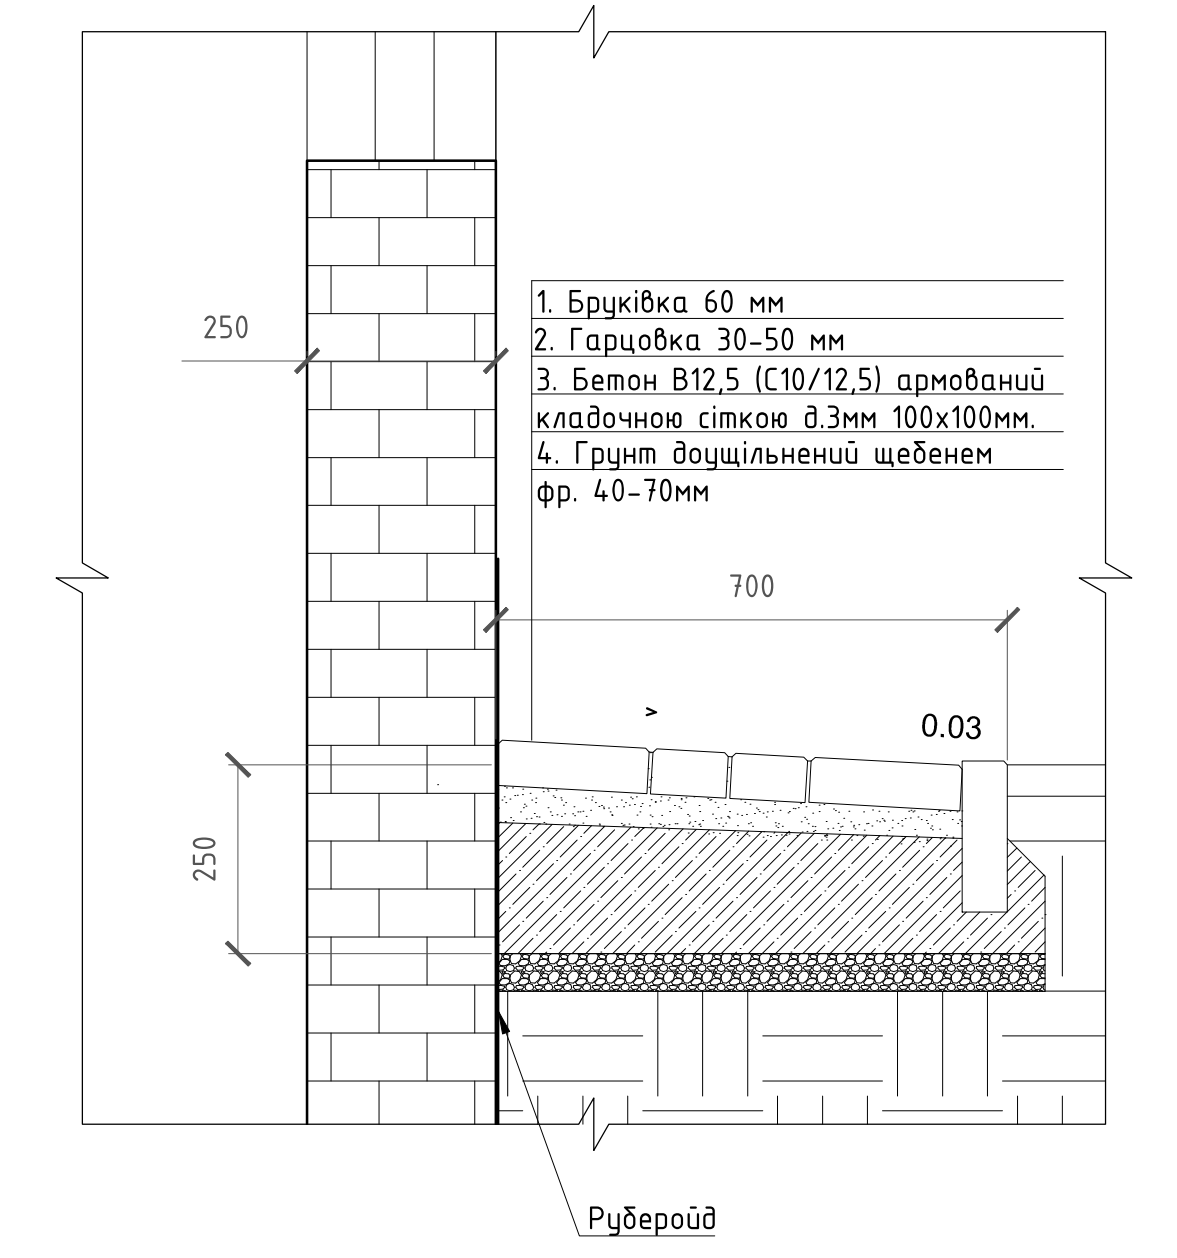 250
1. Бруківка 60 мм
2. Гарцовка 30-50 мм
3. Бетон В12,5 (С10/12,5) армований
кладочною сіткою д.3мм 100х100мм.
4. Грунт доущільнений щебенем
фр. 40-70мм
700
>
0.03
250
Рубероїд